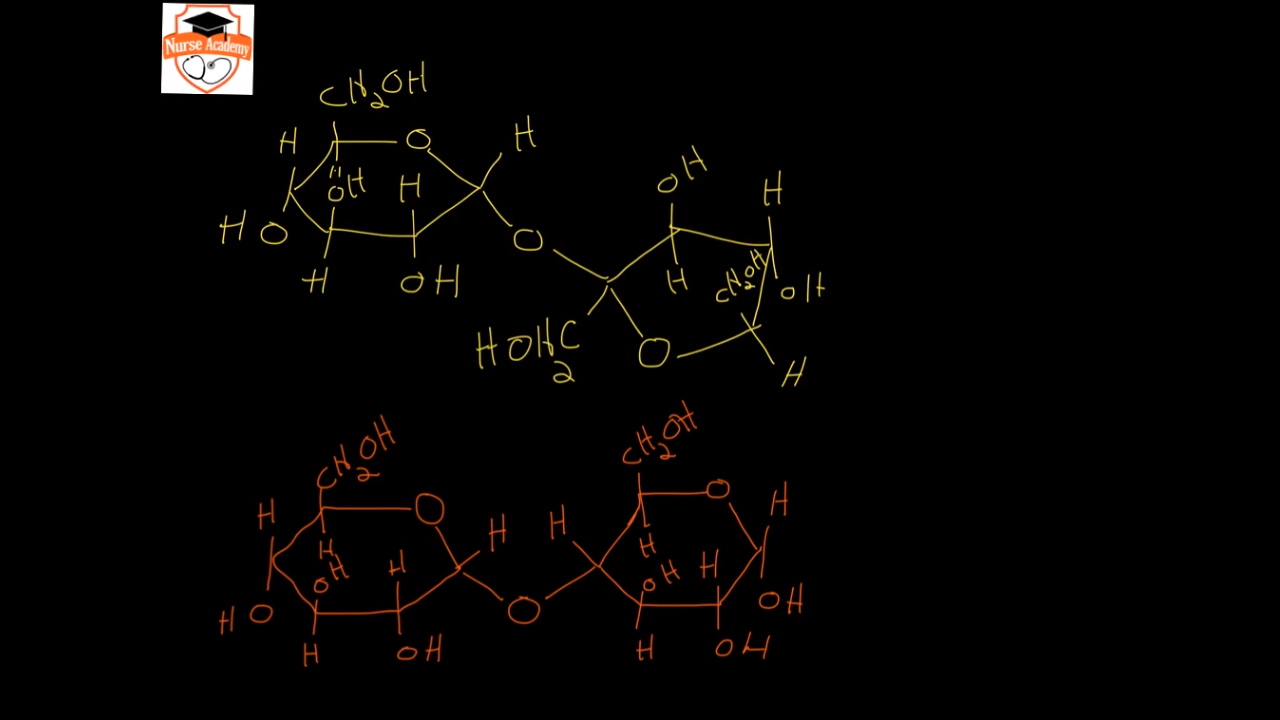 Nurse Academy
CH2OH
H O H
H OH H
HO O
H OH
OH H
H CH2OH OH
HOH2C O
H
CH2OH CH2OH
H O H H O H
H H
OH H OH H
HO O OH
H OH H OH